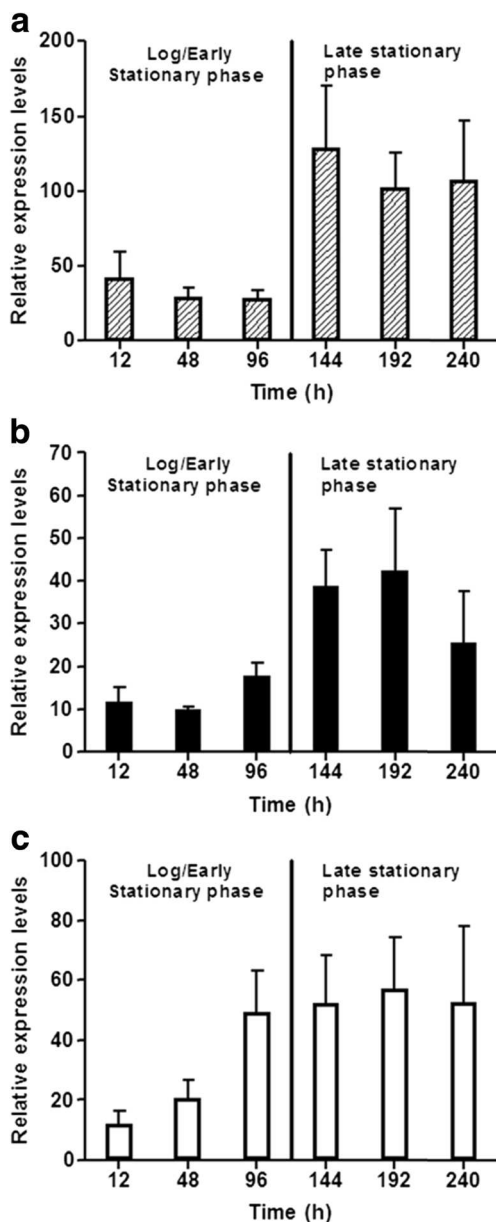 a
Relative expression levels
200
150
100
50
0
Log/Early
Stationary phase
Late stationary
phase
12 48 96 144 192 240
Time (h)
b
Relative expression levels
70
60
50
40
30
20
10
0
Log/Early
Stationary phase
Late stationary
phase
12 48 96 144 192 240
Time (h)
c
Relative expression levels
100
80
60
40
20
0
Log/Early
Stationary phase
Late stationary
phase
12 48 96 144 192 240
Time (h)